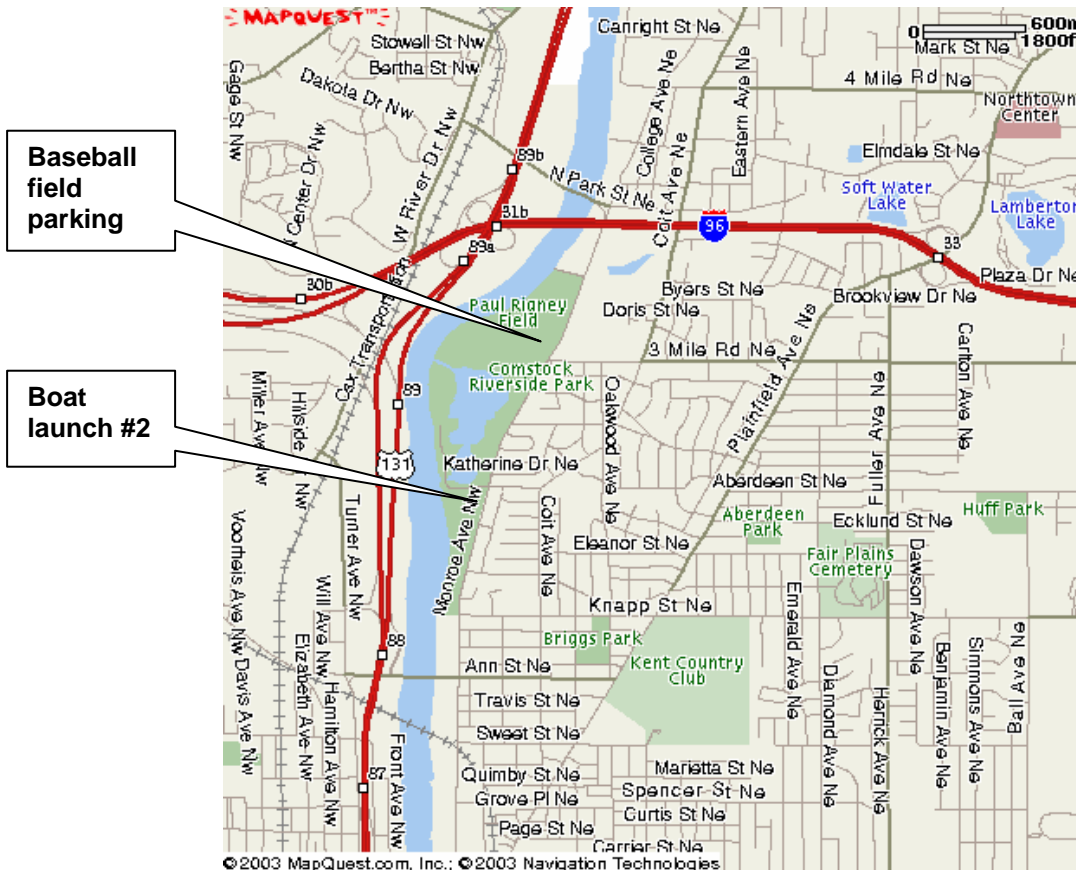 MAPQUEST™
Canright St NW
0 600m
1800ft
Stowell St Nw
Bertha St Nw
Mark St Ne
Gage St Nw
Dakota Dr Nw
W River Dr Nw
College Ave Ne
Coit Ave Ne
Eastern Ave Ne
4 Mile Rd Ne
Northtown
Center
Elmdale St Ne
89b
N Park St Ne
Soft Water
Lake
Lamberton
Lake
Baseball
field
parking
N Center Dr Nw
31b
96
33
89a
Plaza Dr Ne
30b
Byers St Ne
Brookview Dr Ne
Paul Rigney
Field
Doris St Ne
Csx Transportation
3 Mile Rd Ne
Plainfield Ave Ne
Carlton Ave Ne
Comstock
Riverside Park
Boat
launch #2
Miller Ave Nw
Hillside Dr Nw
89
Oakwood Ave Ne
Fuller Ave Ne
131
Katherine Dr Ne
Aberdeen St Ne
Monroe Ave Nw
Coit Ave Ne
Aberdeen
Park
Ecklund St Ne
Huff Park
Voorheis Ave Nw
Turner Ave Nw
Eleanor St Ne
Fair Plains
Cemetery
Dawson Ave Ne
Will Ave Nw
Knapp St Ne
Emerald Ave Ne
Briggs Park
Kent Country
Club
88
Ann St Ne
Davis Ave Nw
Elizabeth Ave Nw
Hamilton Ave Nw
Travis St Ne
Diamond Ave Ne
Herrick Ave Ne
Benjamin Ave Ne
Simmons Ave Ne
Ball Ave Ne
Sweet St Ne
Front Ave Nw
87
Quimby St Ne
Marietta St Ne
Grove Pl Ne
Spencer St Ne
Page St Ne
Curtis St Ne
Carrier St Ne
©2003 MapQuest.com, Inc.; ©2003 Navigation Technologies